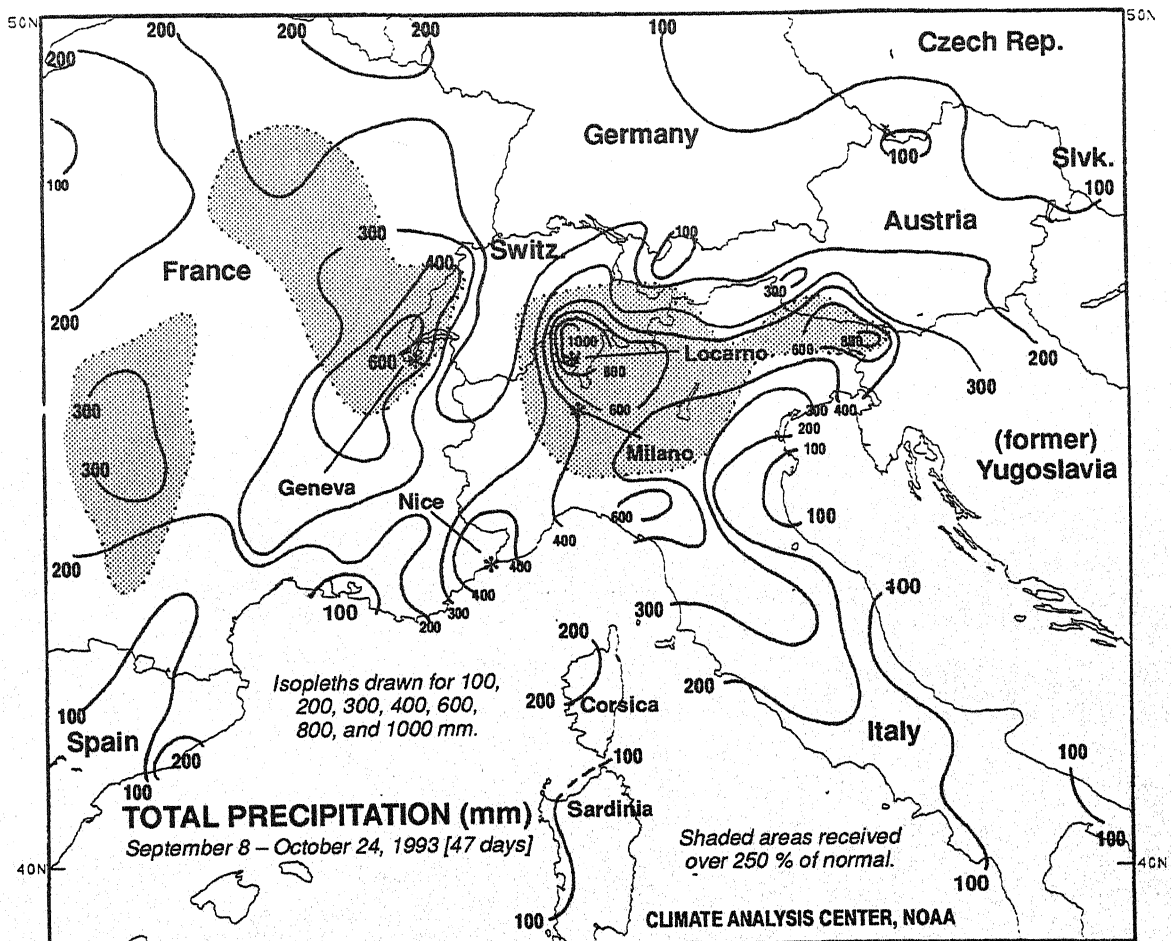 50N
50N
200
200
200
100
Czech Rep.
200
Germany
100
Slvk.
100
100
Austria
300
100
Switz.
France
400
300
200
1000
Locarno
600
800
600
880
200
300
300
600
300
400
200
(former)
Yugoslavia
Milano
100
300
Geneva
Nice
600
100
400
200
400
400
100
300
200
300
100
200
200
Isopleths drawn for 100,
200, 300, 400, 600,
800, and 1000 mm.
200
Corsica
100
Italy
Spain
200
100
100
100
TOTAL PRECIPITATION (mm)
Sardinia
September 8 – October 24, 1993 [47 days]
Shaded areas received
over 250 % of normal.
100
40N
40N
100
100
CLIMATE ANALYSIS CENTER, NOAA